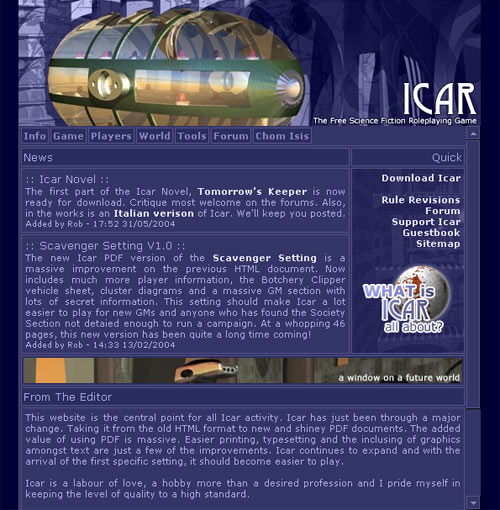 ICAR
The Free Science Fiction Roleplaying Game
Info Game Players World Tools Forum Chom Isis
News
:: Icar Novel ::
The first part of the Icar Novel, Tomorrow's Keeper is now
ready for download. Critique most welcome on the forums. Also,
in the works is an Italian verison of Icar. We'll keep you posted.
Added by Rob - 17:52 31/05/2004
:: Scavenger Setting V1.0 ::
The new Icar PDF version of the Scavenger Setting is a
massive improvement on the previous HTML document. Now
includes much more player information, the Botchery Clipper
vehicle sheet, cluster diagrams and a massive GM section with
lots of secret information. This setting should make Icar a lot
easier to play for new GMs and anyone who has found the Society
Section not detaied enough to run a campaign. At a whopping 46
pages, this new version has been quite a long time coming!
Added by Rob - 14:33 13/02/2004
Quick
Download Icar
Rule Revisions
Forum
Support Icar
Guestbook
Sitemap
WHAT is
ICAR
all about?
a window on a future world
From The Editor
This website is the central point for all Icar activity. Icar has just been through a major
change. Taking it from the old HTML format to new and shiney PDF documents. The added
value of using PDF is massive. Easier printing, typesetting and the inclusing of graphics
amongst text are just a few of the improvements. Icar continues to expand and with the
arrival of the first specific setting, it should become easier to play.
Icar is a labour of love, a hobby more than a desired profession and I pride myself in
keeping the level of quality to a high standard.